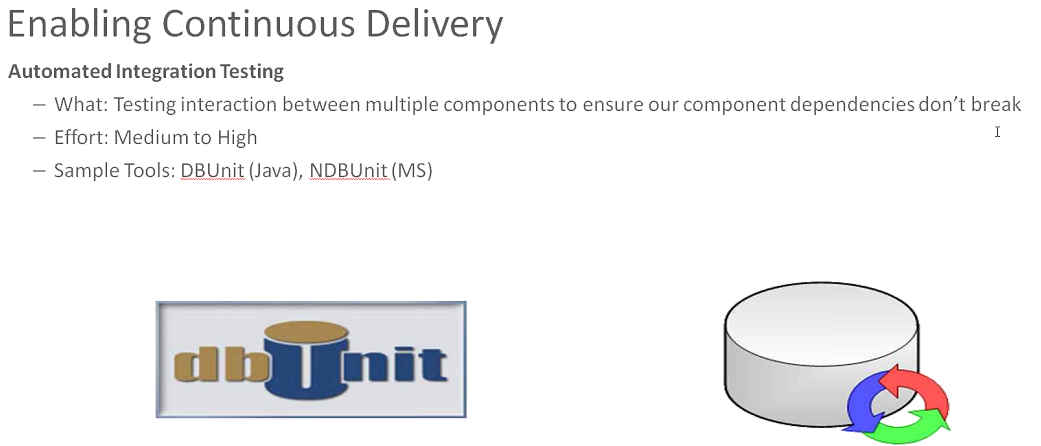 Enabling Continuous Delivery
Automated Integration Testing
– What: Testing interaction between multiple components to ensure our component dependencies don’t break
– Effort: Medium to High
– Sample Tools: DBUnit (Java), NDBUnit (MS)
dbUnit